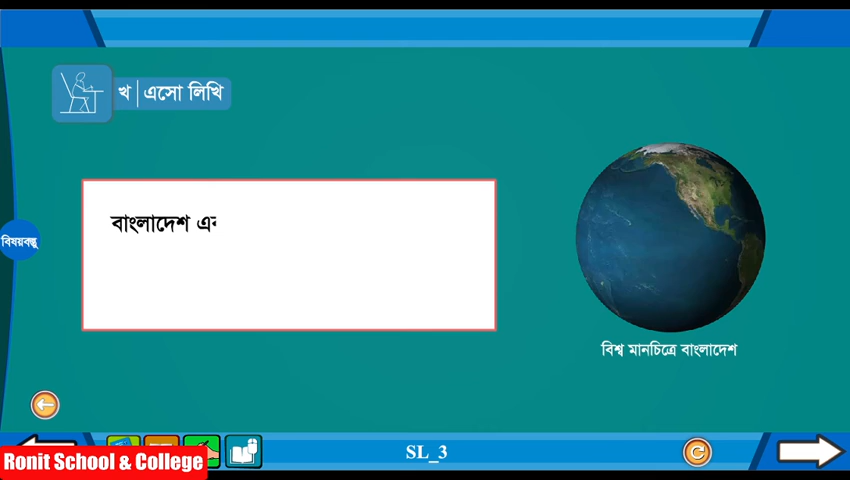 খ
এসো লিখি
বাংলাদেশ
বিষয়বস্তু
বিশ্ব মানচিত্রে বাংলাদেশ
SL_3
Ronit School & College